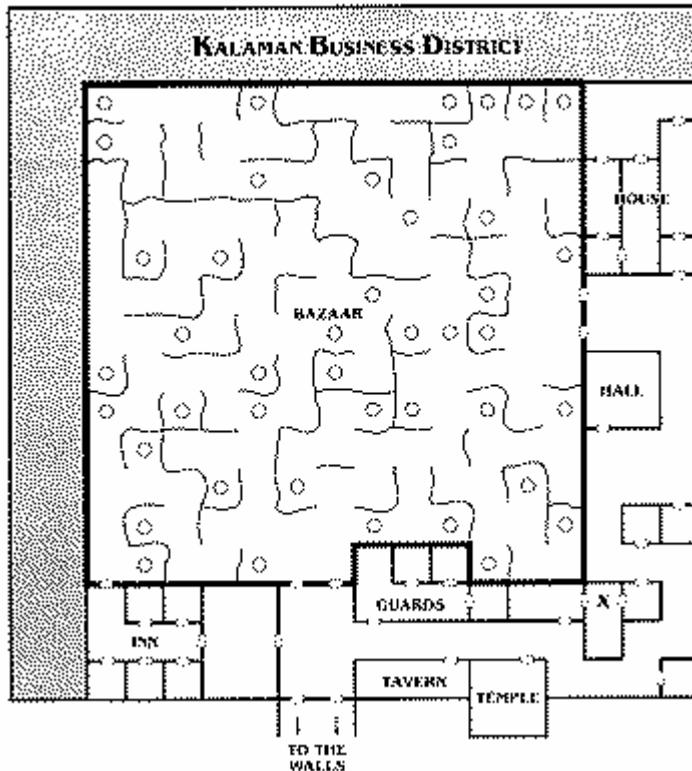 KALAMAN BUSINESS DISTRICT
HOUSE
BAZAAR
HALL
GUARDS
X
INN
TAVERN
TEMPLE
TO THE
WALLS